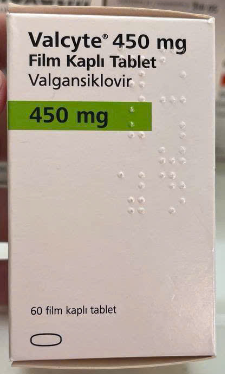 Valcyte® 450 mg
Film Kaplı Tablet
Valgansiklovir
450 mg
60 film kaplı tablet